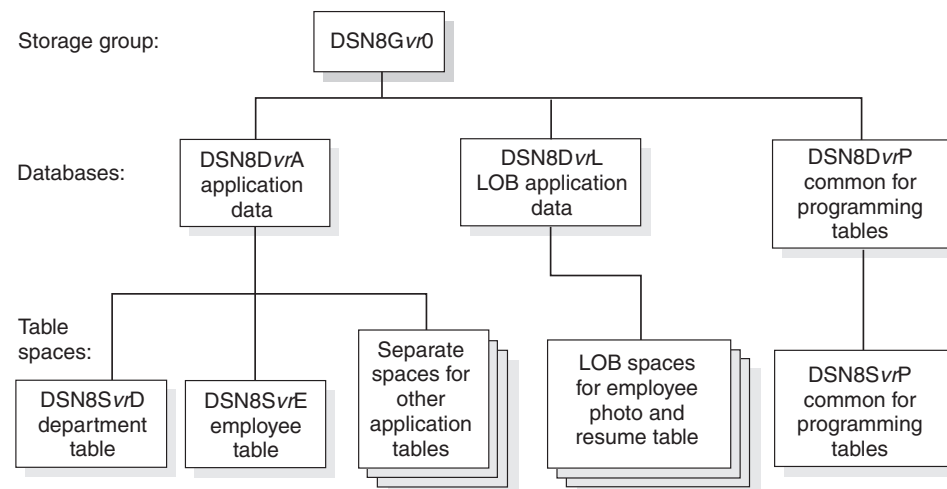 Storage group:
DSN8Gvr0
Databases:
DSN8DvrA
application
data
DSN8DvrL
LOB application
data
DSN8DvrP
common for
programming
tables
Table
spaces:
DSN8SvrD
department
table
DSN8SvrE
employee
table
Separate
spaces for
other
application
tables
LOB spaces
for employee
photo and
resume table
DSN8SvrP
common for
programming
tables